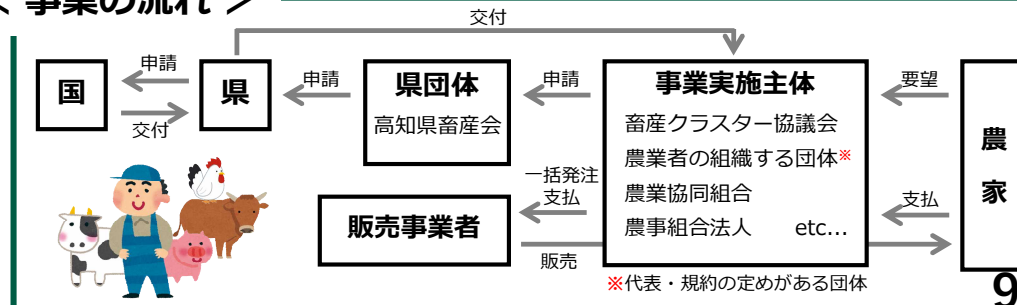 ＜ 事業の流れ ＞
交付
国
申請
交付
県
申請
県団体
高知県畜産会
申請
事業実施主体
畜産クラスター協議会
農業者の組織する団体※
農業協同組合
農事組合法人　etc...
要望
農家
一括発注
支払
支払
販売事業者
販売
※代表・規約の定めがある団体
9